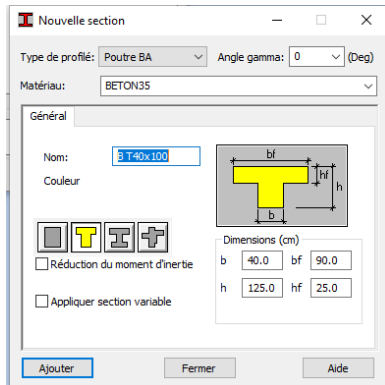 Nouvelle section
Type de profilé: Poutre BA Angle gamma: 0 (Deg)
Matériau: BETON35
Général
Nom: B T40x100
Couleur
bf
hf
h
b
Réduction du moment d'inertie
Appliquer section variable
Dimensions (cm)
b 40.0 bf 90.0
h 125.0 hf 25.0
Ajouter Fermer Aide